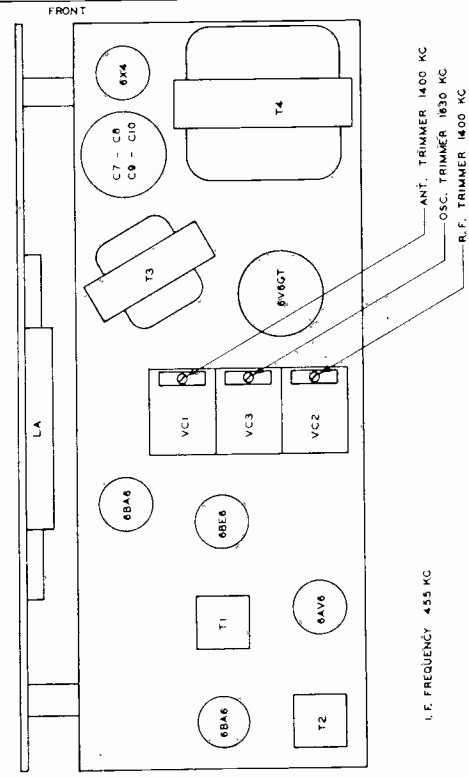 FRONT
LA
6X4
C7 - C8
C9 - C10
T4
T3
6V6GT
VC1
VC3
VC2
6BA6
6BE6
T1
6AV6
6BA6
T2
ANT. TRIMMER 1400 KC
OSC. TRIMMER 1630 KC
R.F. TRIMMER 1400 KC
I.F. FREQUENCY 455 KC